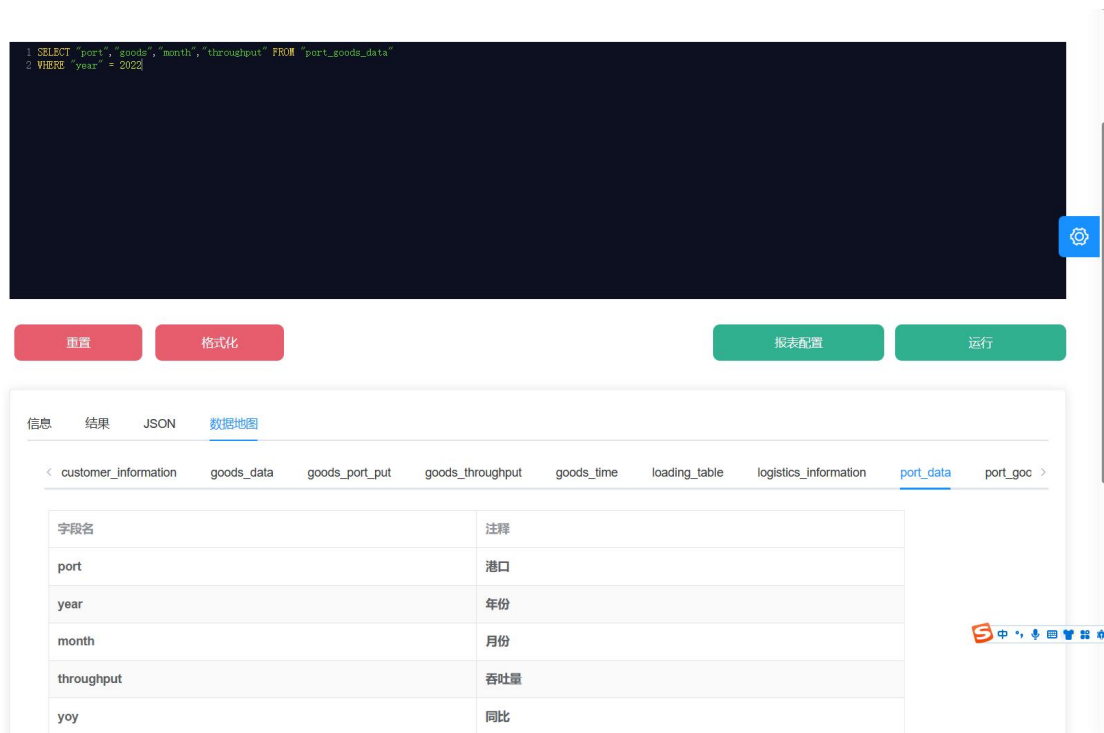 1 SELECT "port","goods","month","throughput" FROM "port_goods_data"
2 WHERE "year" = 2022
重置 格式化 报表配置 运行
信息 结果 JSON 数据地图
< customer_information goods_data goods_port_put goods_throughput goods_time loading_table logistics_information port_data port_goc >
字段名 注释
port 港口
year 年份
month 月份
throughput 吞吐量
yoy 同比
中